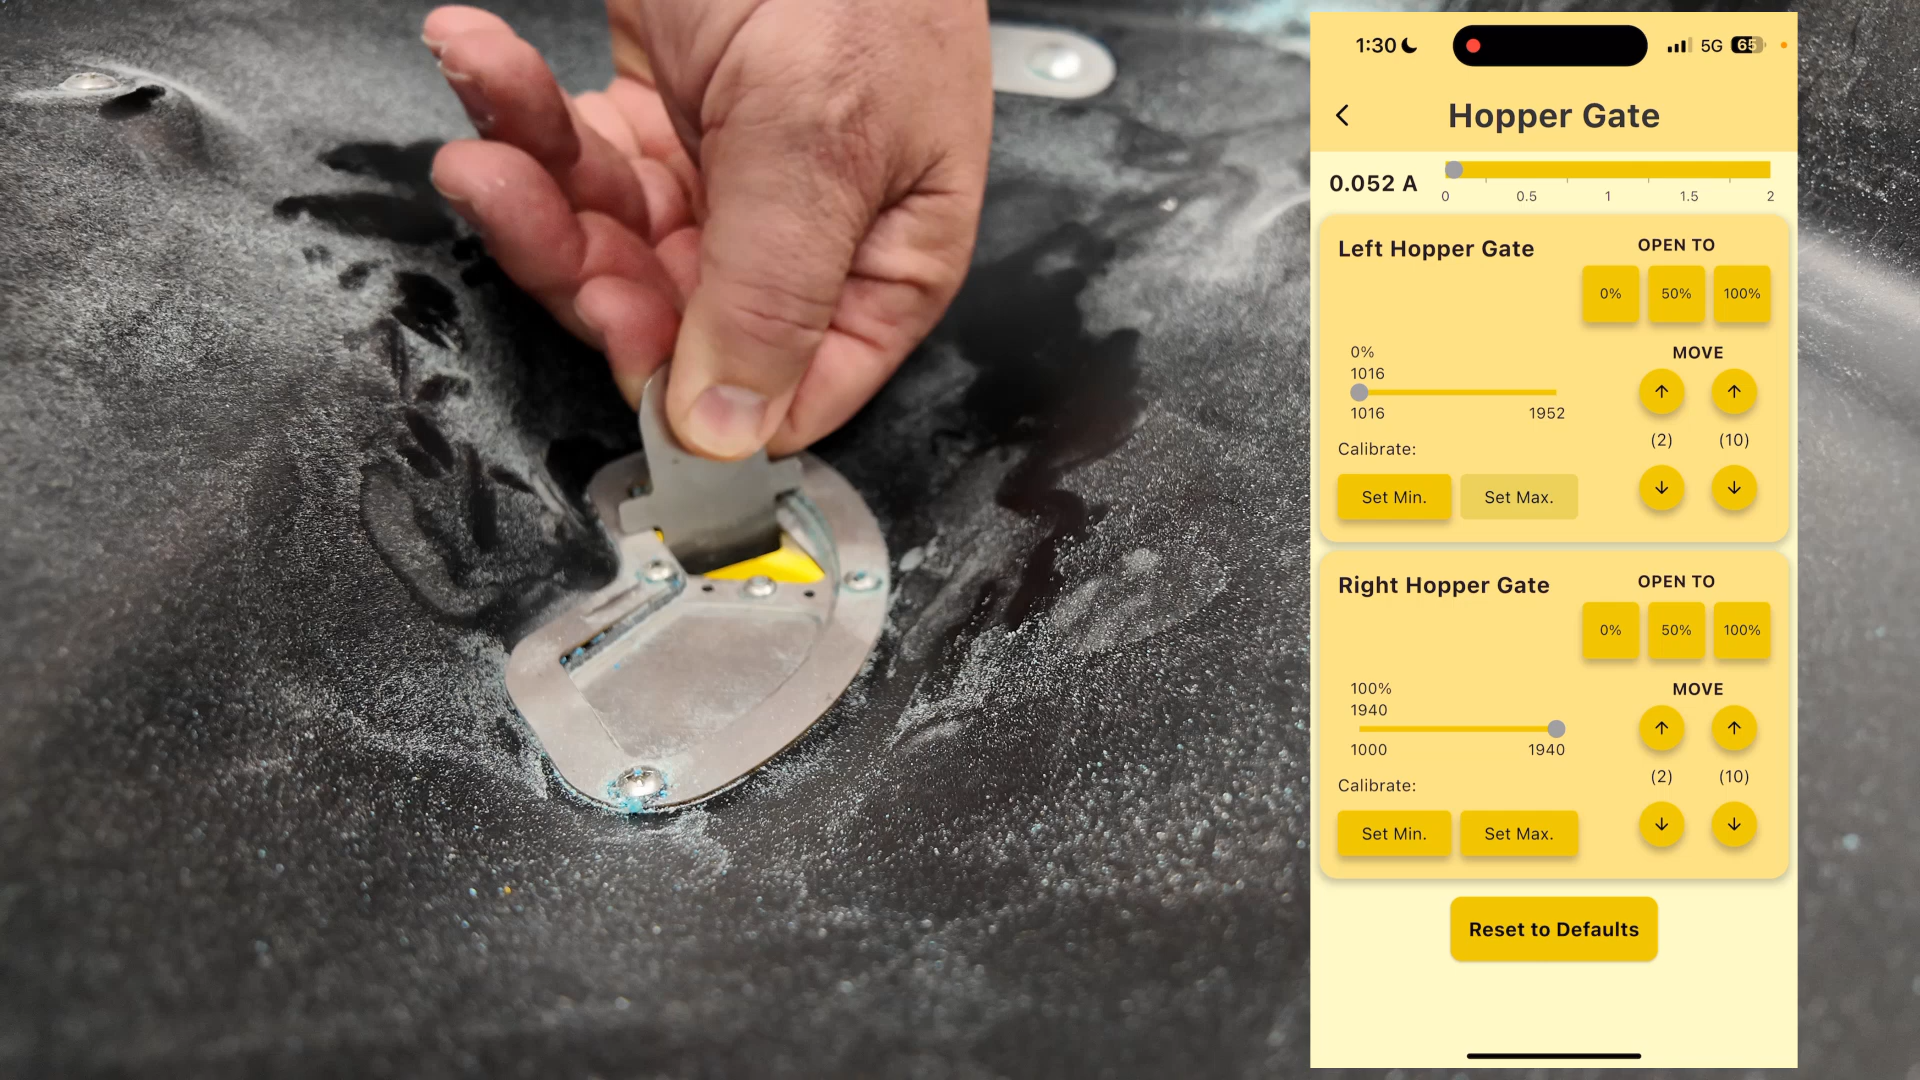 1:30
5G 65
Hopper Gate
0.052 A
0 0.5 1 1.5 2
Left Hopper Gate
OPEN TO
0% 50% 100%
0%
1016
MOVE
1016 1952
(2) (10)
Calibrate:
Set Min. Set Max.
Right Hopper Gate
OPEN TO
0% 50% 100%
100%
1940
MOVE
1000 1940
(2) (10)
Calibrate:
Set Min. Set Max.
Reset to Defaults